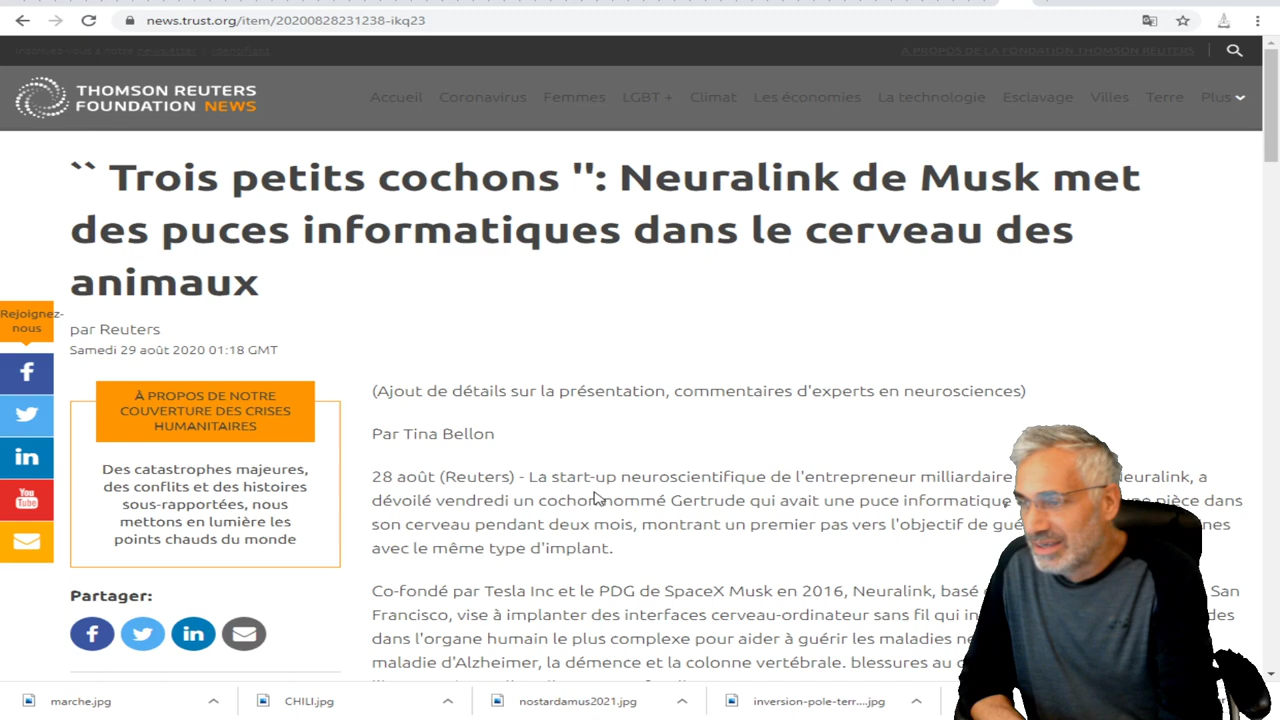 news.trust.org/item/20200828231238-ikq23
Inscrivez-vous à notre newsletter | Identifiant
A PROPOS DE LA FONDATION THOMSON REUTERS
THOMSON REUTERS
FOUNDATION NEWS
Accueil Coronavirus Femmes LGBT + Climat Les économies La technologie Esclavage Villes Terre Plus
`` Trois petits cochons '': Neuralink de Musk met
des puces informatiques dans le cerveau des
animaux
Rejoignez-
nous
par Reuters
Samedi 29 août 2020 01:18 GMT
À PROPOS DE NOTRE
COUVERTURE DES CRISES
HUMANITAIRES
Des catastrophes majeures,
des conflits et des histoires
sous-rapportées, nous
mettons en lumière les
points chauds du monde
Partager:
(Ajout de détails sur la présentation, commentaires d'experts en neurosciences)
Par Tina Bellon
28 août (Reuters) - La start-up neuroscientifique de l'entrepreneur milliardaire Neuralink, a
dévoilé vendredi un cochon nommé Gertrude qui avait une puce informatique pièce dans
son cerveau pendant deux mois, montrant un premier pas vers l'objectif de
avec le même type d'implant.
Co-fondé par Tesla Inc et le PDG de SpaceX Musk en 2016, Neuralink, basé San
Francisco, vise à implanter des interfaces cerveau-ordinateur sans fil qui
dans l'organe humain le plus complexe pour aider à guérir les maladies
maladie d'Alzheimer, la démence et la colonne vertébrale. blessures au
You
Tube
marche.jpg
CHILI.jpg
nostardamus2021.jpg
inversion-pole-terr....jpg